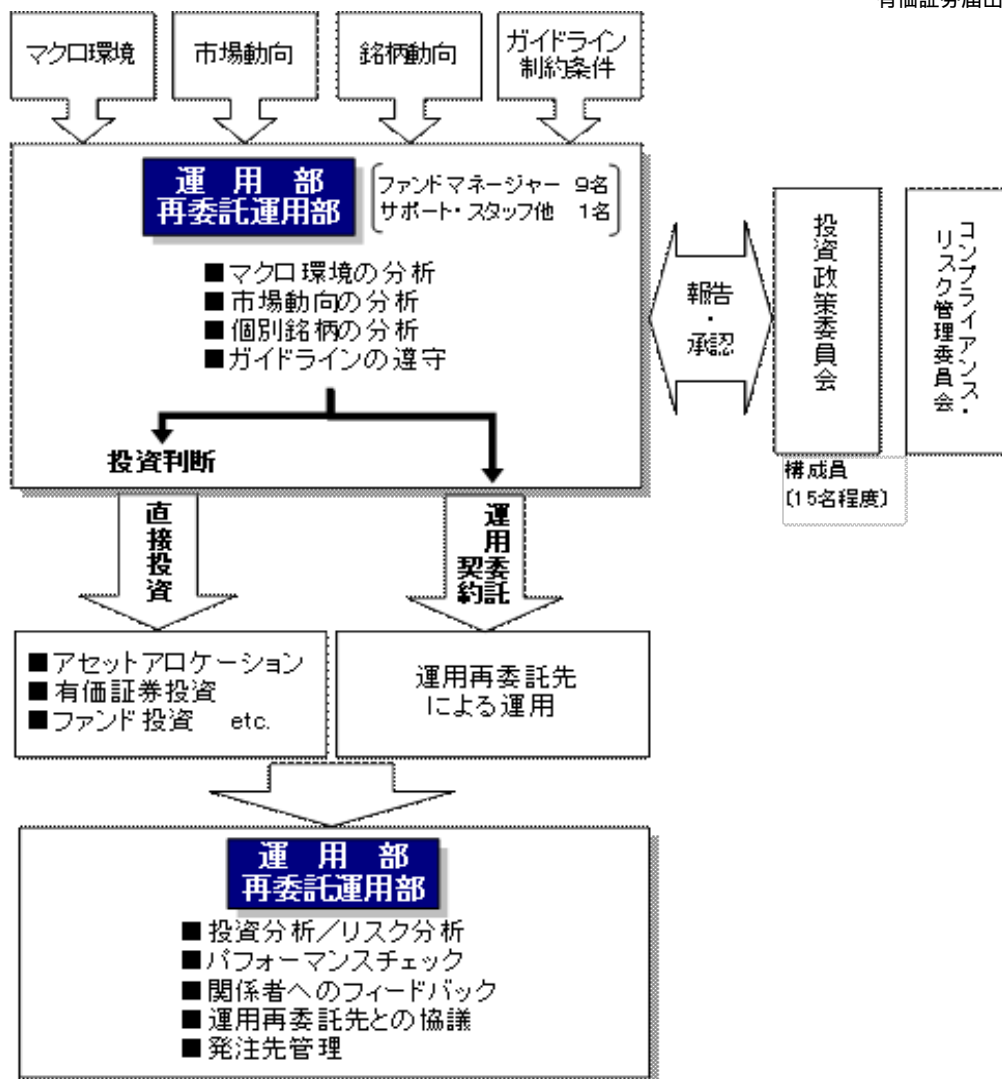 有価証券届出
マクロ環境
市場動向
銘柄動向
ガイドライン
制約条件
運用部
再委託運用部
ファンドマネージャー 9名
サポート・スタッフ他 1名
■マクロ環境の分析
■市場動向の分析
■個別銘柄の分析
■ガイドラインの遵守
投資判断
報告
・
承認
投資政策委員会
コンプライアンス・
リスク管理委員会
構成員
〔15名程度〕
直接投資
運用委託
契約
■アセットアロケーション
■有価証券投資
■ファンド投資 etc.
運用再委託先
による運用
運用部
再委託運用部
■投資分析／リスク分析
■パフォーマンスチェック
■関係者へのフィードバック
■運用再委託先との協議
■発注先管理